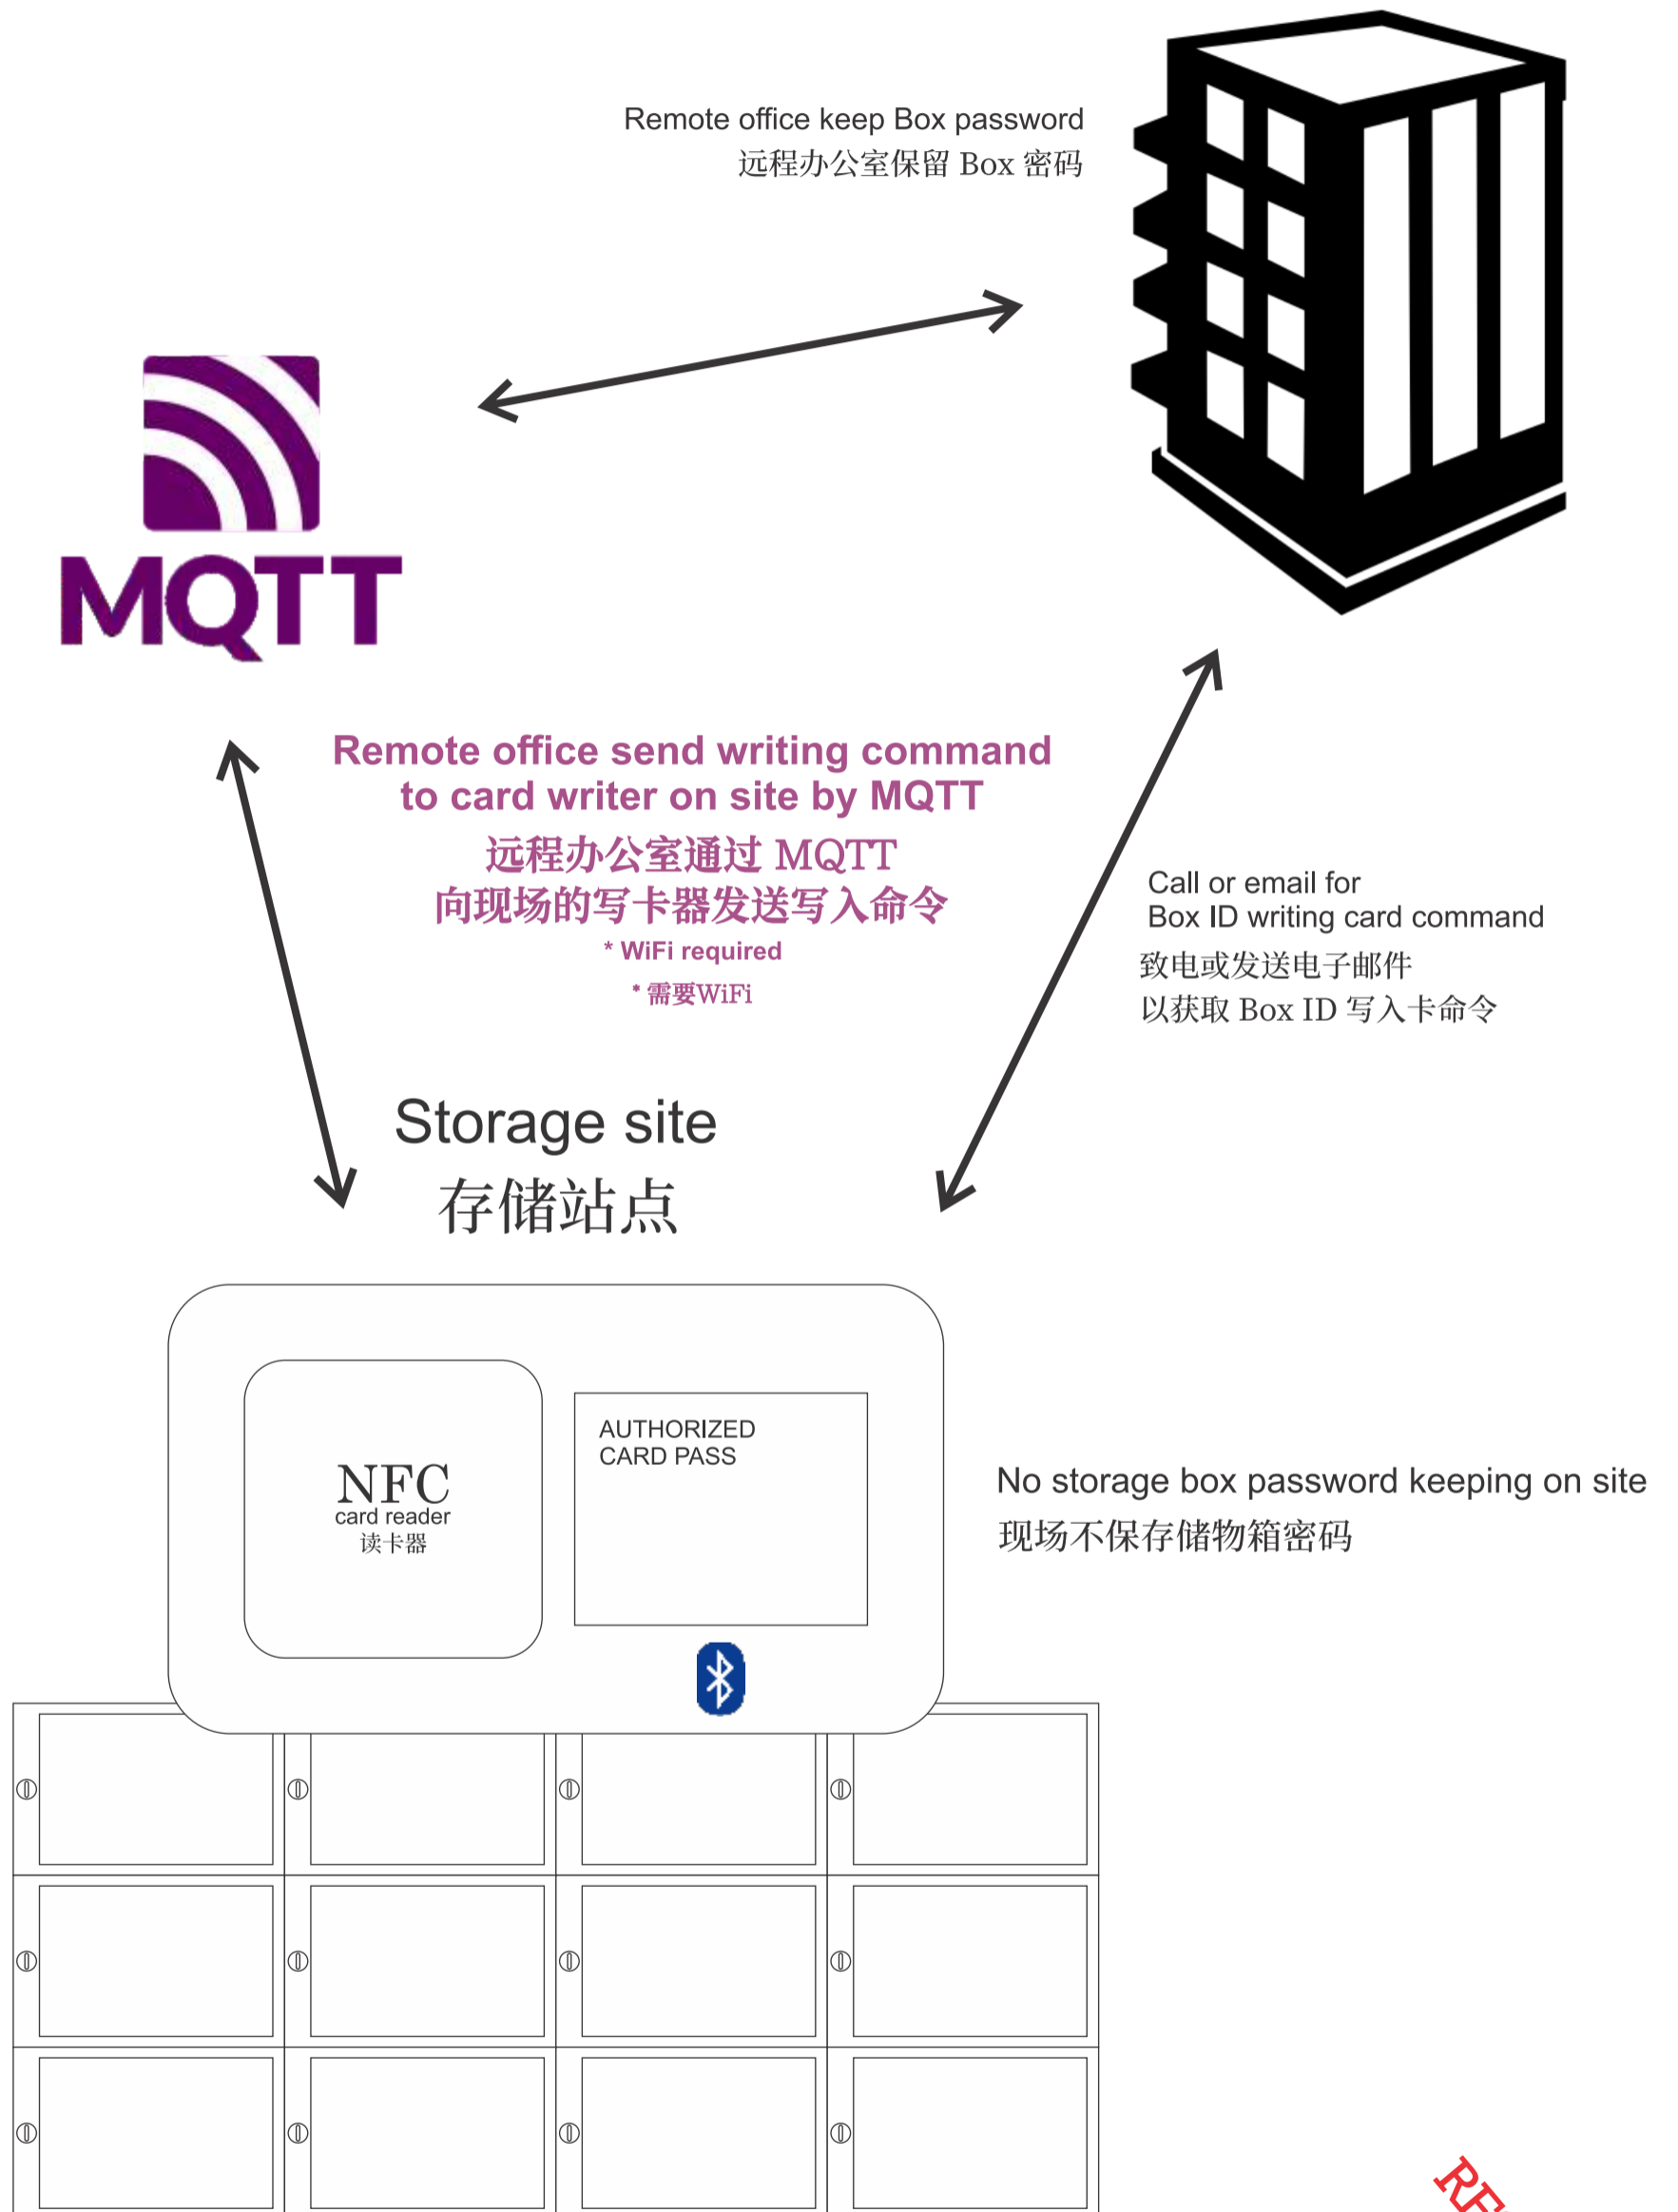 Remote office keep Box password
远程办公室保留 Box 密码
MQTT
Remote office send writing command
to card writer on site by MQTT
远程办公室通过 MQTT
向现场的写卡器发送写入命令
* WiFi required
* 需要WiFi
Call or email for
Box ID writing card command
致电或发送电子邮件
以获取 Box ID 写入卡命令
Storage site
存储站点
NFC
card reader
读卡器
AUTHORIZED
CARD PASS
No storage box password keeping on site
现场不保存储物箱密码